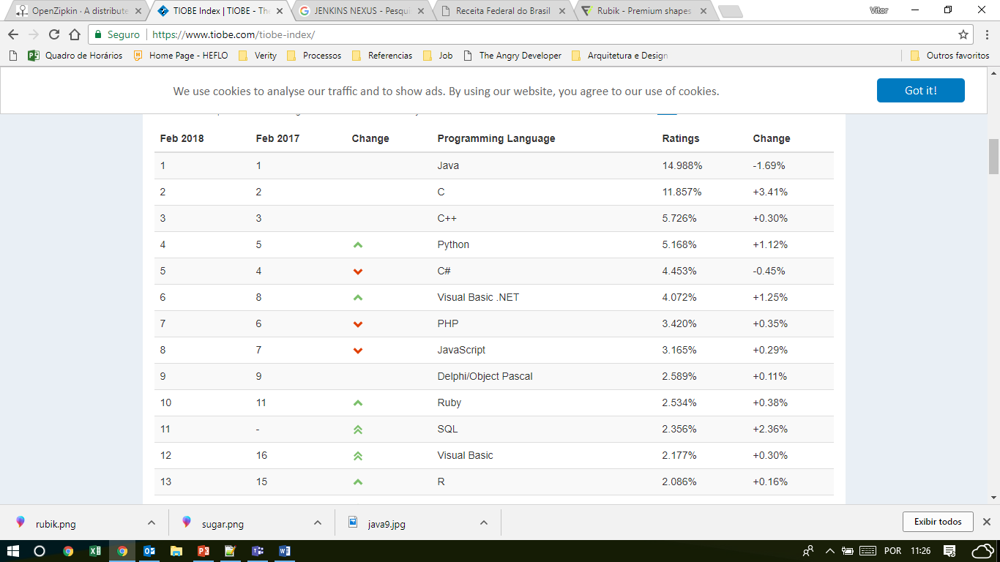 OpenZipkin · A distribute
TIOBE Index | TIOBE - The
JENKINS NEXUS - Pesqui
Receita Federal do Brasil
Rubik - Premium shapes
Vitor
Seguro
https://www.tiobe.com/tiobe-index/
Quadro de Horários Home Page - HEFLO Verity Processos Referencias Job The Angry Developer Arquitetura e Design Outros favoritos
We use cookies to analyse our traffic and to show ads. By using our website, you agree to our use of cookies. Got it!
Feb 2018 Feb 2017 Change Programming Language Ratings Change
1 1 Java 14.988% -1.69%
2 2 C 11.857% +3.41%
3 3 C++ 5.726% +0.30%
4 5 Python 5.168% +1.12%
5 4 C# 4.453% -0.45%
6 8 Visual Basic .NET 4.072% +1.25%
7 6 PHP 3.420% +0.35%
8 7 JavaScript 3.165% +0.29%
9 9 Delphi/Object Pascal 2.589% +0.11%
10 11 Ruby 2.534% +0.38%
11 - SQL 2.356% +2.36%
12 16 Visual Basic 2.177% +0.30%
13 15 R 2.086% +0.16%
rubik.png sugar.png java9.jpg Exibir todos
POR 11:26